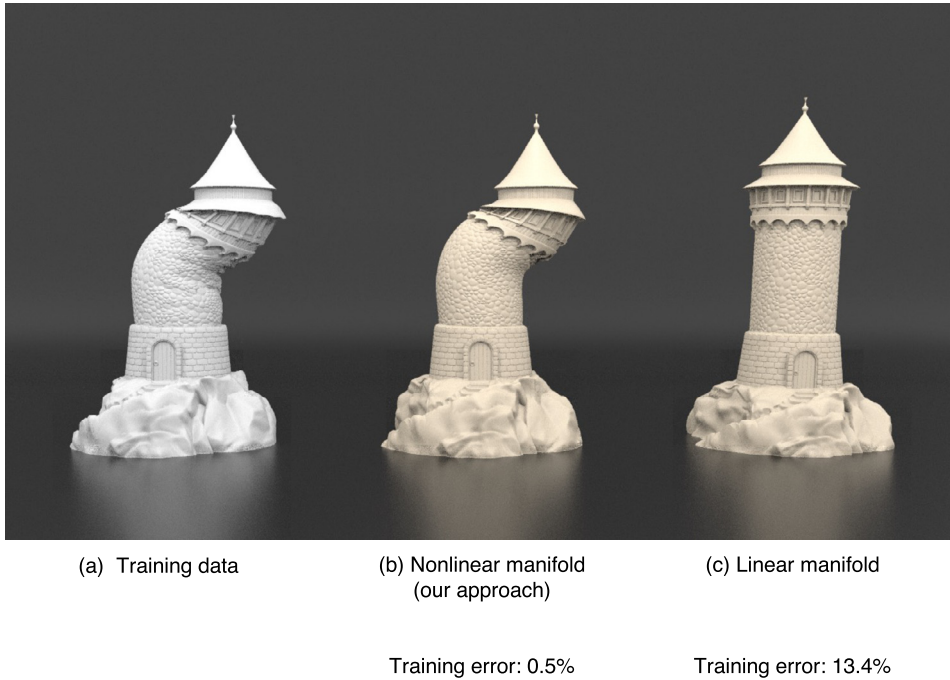 (a) Training data
(b) Nonlinear manifold
(our approach)
(c) Linear manifold
Training error: 0.5%
Training error: 13.4%